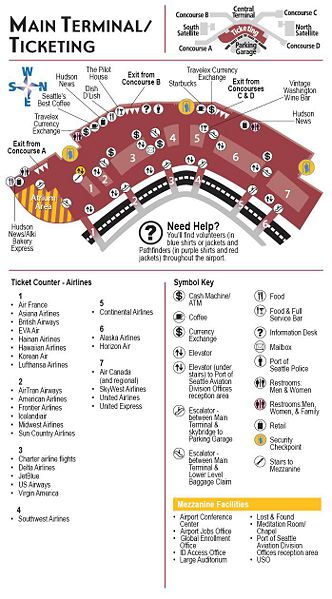 MAIN TERMINAL/
TICKETING
Concourse B
Central
Terminal
Concourse C
South
Satellite
Ticketing
North
Satellite
Concourse A
Parking
Garage
Concourse D
W
S
N
E
Hudson
News
The Pilot
House
Exit from
Concourse B
Travelex Currency
Exchange
Starbucks
Exit from
Concourses
C & D
Vintage
Washington
Wine Bar
Seattle's
Best Coffee
Dish
D'Lish
Hudson
News
Travelex
Currency
Exchange
Exit from
Concourse A
Atrium
Area
1
2
3
4
5
6
7
Hudson
News/Alki
Bakery
Express
?
Need Help?
You'll find volunteers (in
blue shirts or jackets and
Pathfinders (in purple shirts and red
jackets) throughout the airport.
Ticket Counter - Airlines
1
• Air France
• Asiana Airlines
• British Airways
• EVA Air
• Hainan Airlines
• Hawaiian Airlines
• Korean Air
• Lufthansa Airlines
2
• AirTran Airways
• American Airlines
• Frontier Airlines
• Icelandair
• Midwest Airlines
• Sun Country Airlines
3
• Charter airline flights
• Delta Airlines
• JetBlue
• US Airways
• Virgin America
4
• Southwest Airlines
5
• Continental Airlines
6
• Alaska Airlines
• Horizon Air
7
• Air Canada
(and regional)
• SkyWest Airlines
• United Airlines
• United Express
Symbol Key
Cash Machine/
ATM
Coffee
Currency
Exchange
Elevator
Elevator (under
stairs) to Port of
Seattle Aviation
Division Offices
reception area
Escalator -
between Main
Terminal &
skybridge to
Parking Garage
Escalator -
between Main
Terminal &
Lower Level
Baggage Claim
Food
Food & Full
Service Bar
Information Desk
Mailbox
Port of
Seattle Police
Restrooms:
Men & Women
Restrooms:Men,
Women, & Family
Retail
Security
Checkpoint
Stairs to
Mezzanine
Mezzanine Facilities
• Airport Conference
Center
• Airport Jobs Office
• Global Enrollment
Office
• ID Access Office
• Large Auditorium
• Lost & Found
• Meditation Room/
Chapel
• Port of Seattle
Aviation Division
Offices reception area
• USO